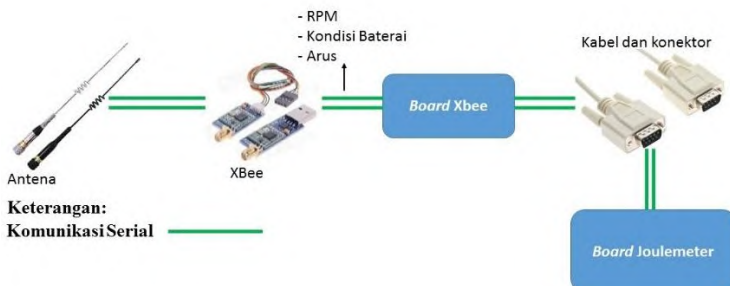 - RPM
- Kondisi Baterai
- Arus
Kabel dan konektor
Board Xbee
Antena
XBee
Keterangan:
Komunikasi Serial
Board Joulemeter